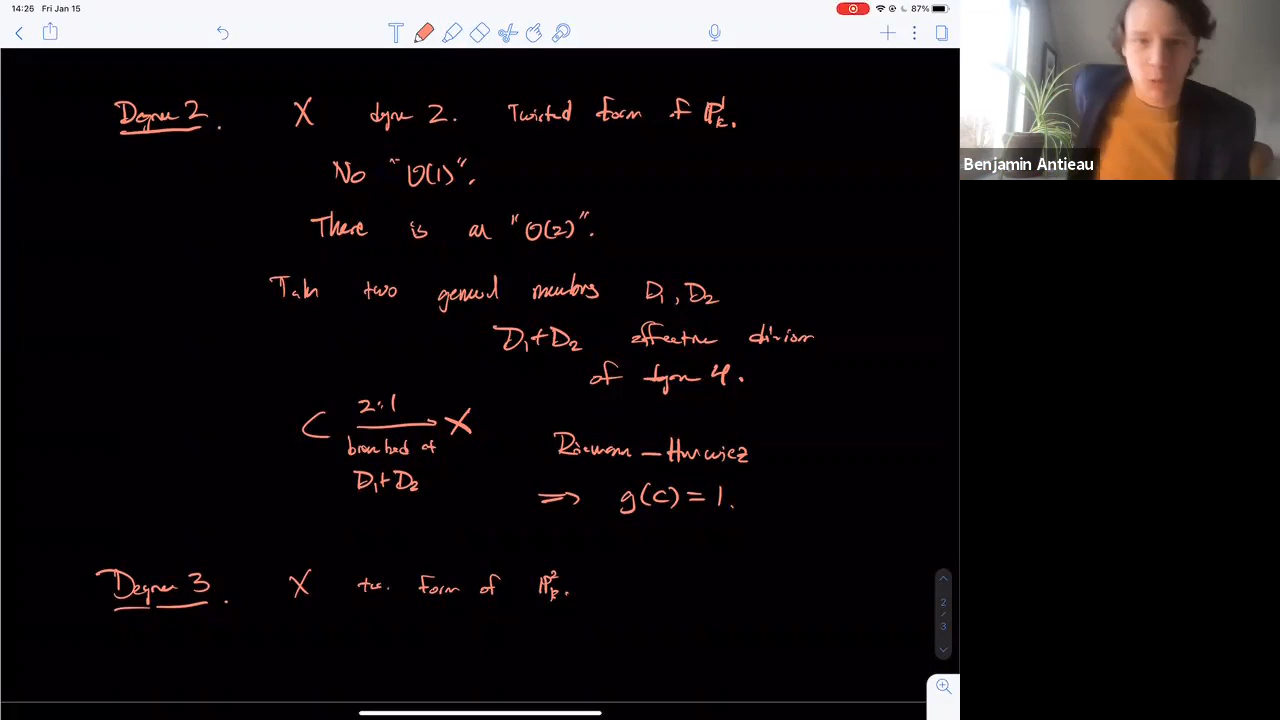 14:25 Fri Jan 15
87%
Benjamin Antieau
Degree 2. X degree 2. Twisted form of ℙ¹ₖ.
No "O(1)".
There is an "O(2)".
Take two general members D₁, D₂
D₁+D₂ effective divisor
of degree 4.
C 2:1 → X
branched at
D₁+D₂
Riemann – Hurwicz
⇒ g(C) = 1.
Degree 3. X tw. form of ℙ²ₖ.
2
/
3